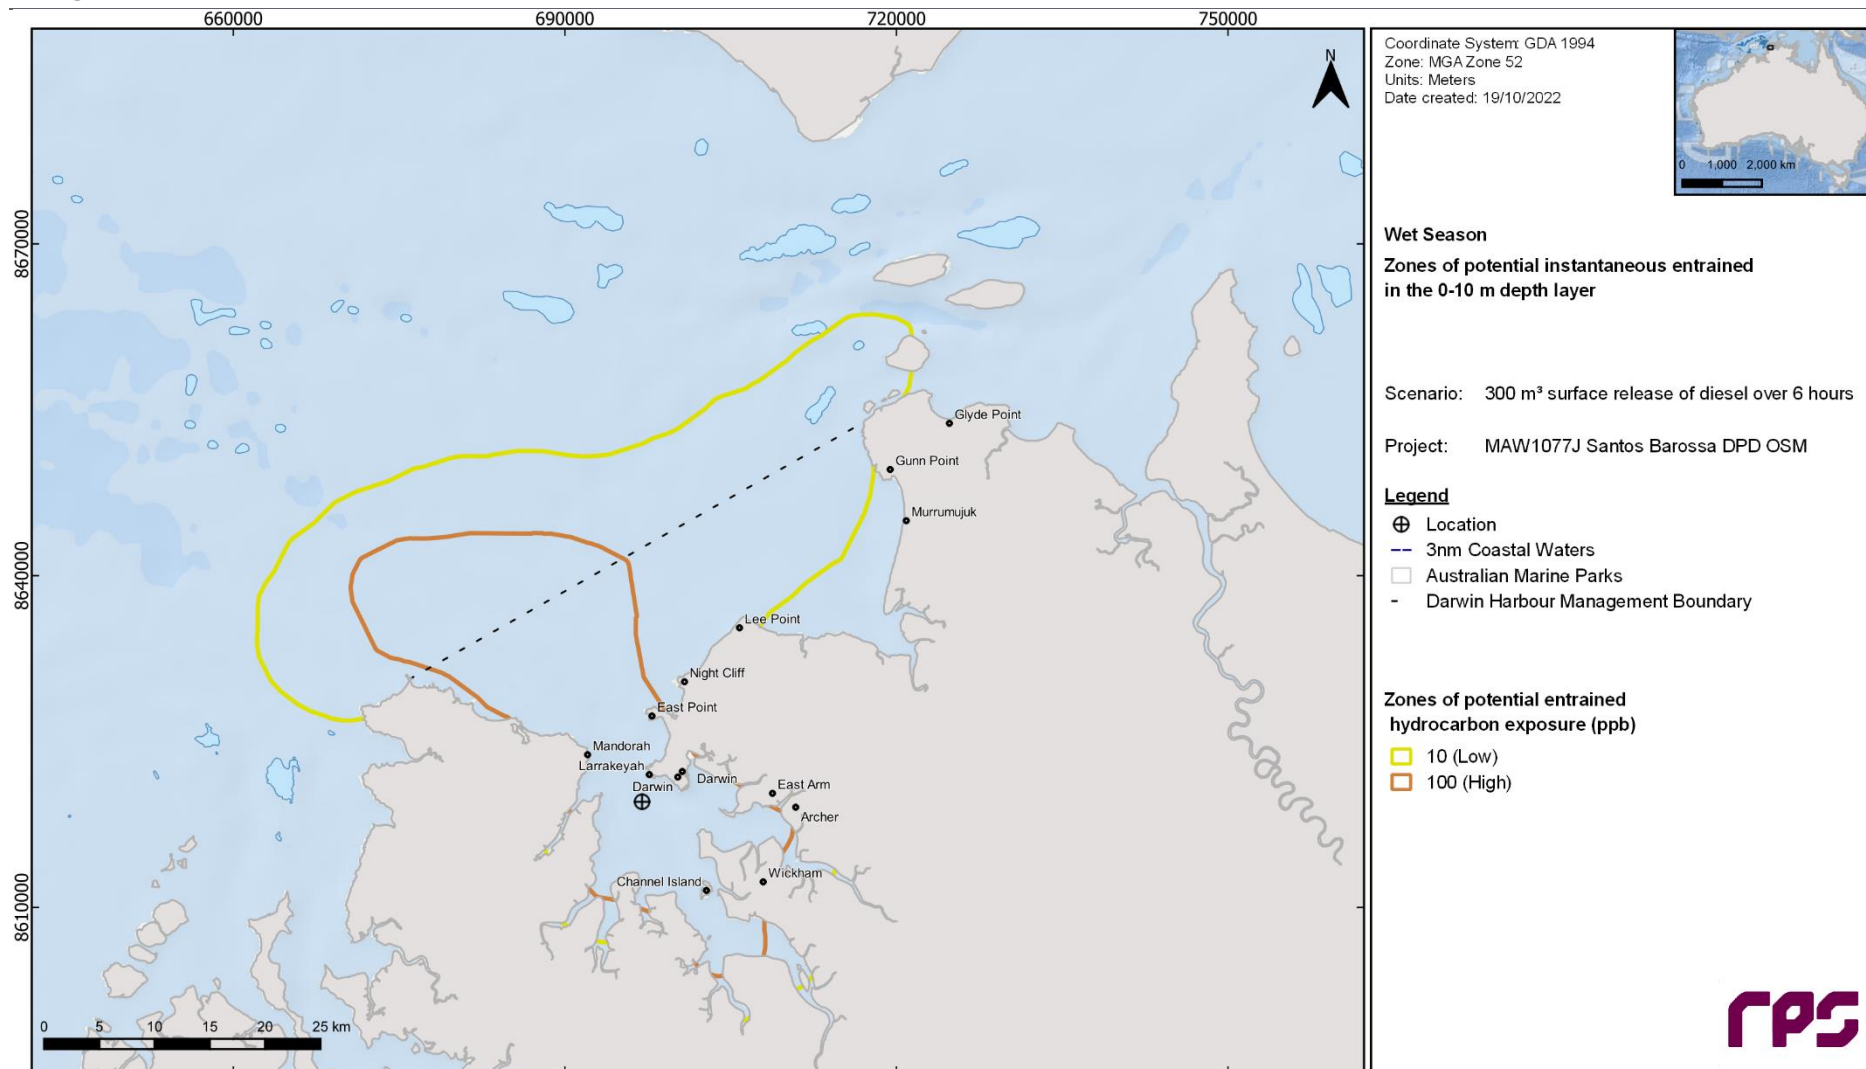 660000
690000
720000
750000
8670000
8640000
8610000
N
Glyde Point
Gunn Point
Murrumujuk
Lee Point
Night Cliff
East Point
Mandorah
Larrakeyah
Darwin
Darwin
East Arm
Archer
Channel Island
Wickham
0 5 10 15 20 25 km
Coordinate System: GDA 1994
Zone: MGA Zone 52
Units: Meters
Date created: 19/10/2022
0 1,000 2,000 km
Wet Season
Zones of potential instantaneous entrained
in the 0-10 m depth layer
Scenario: 300 m³ surface release of diesel over 6 hours
Project: MAW1077J Santos Barossa DPD OSM
Legend
Location
3nm Coastal Waters
Australian Marine Parks
Darwin Harbour Management Boundary
Zones of potential entrained
hydrocarbon exposure (ppb)
10 (Low)
100 (High)
rps